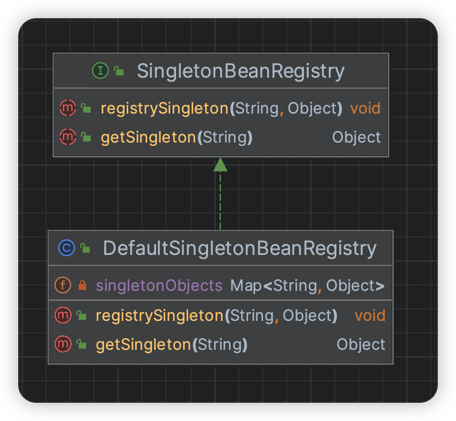 I SingletonBeanRegistry
m registrySingleton(String, Object) void
m getSingleton(String) Object
C DefaultSingletonBeanRegistry
f singletonObjects Map<String, Object>
m registrySingleton(String, Object) void
m getSingleton(String) Object